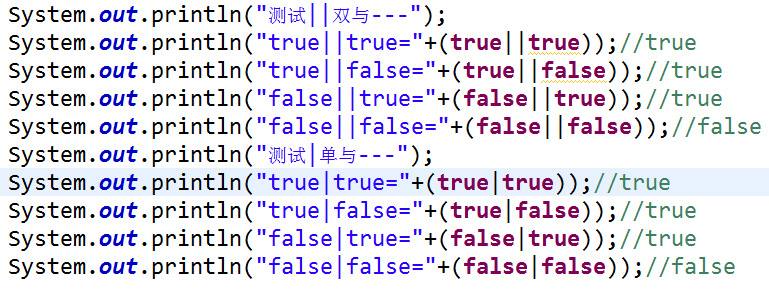 System.out.println("测试||双与---");
System.out.println("true||true="+(true||true));//true
System.out.println("true||false="+(true||false));//true
System.out.println("false||true="+(false||true));//true
System.out.println("false||false="+(false||false));//false
System.out.println("测试|单与---");
System.out.println("true|true="+(true|true));//true
System.out.println("true|false="+(true|false));//true
System.out.println("false|true="+(false|true));//true
System.out.println("false|false="+(false|false));//false